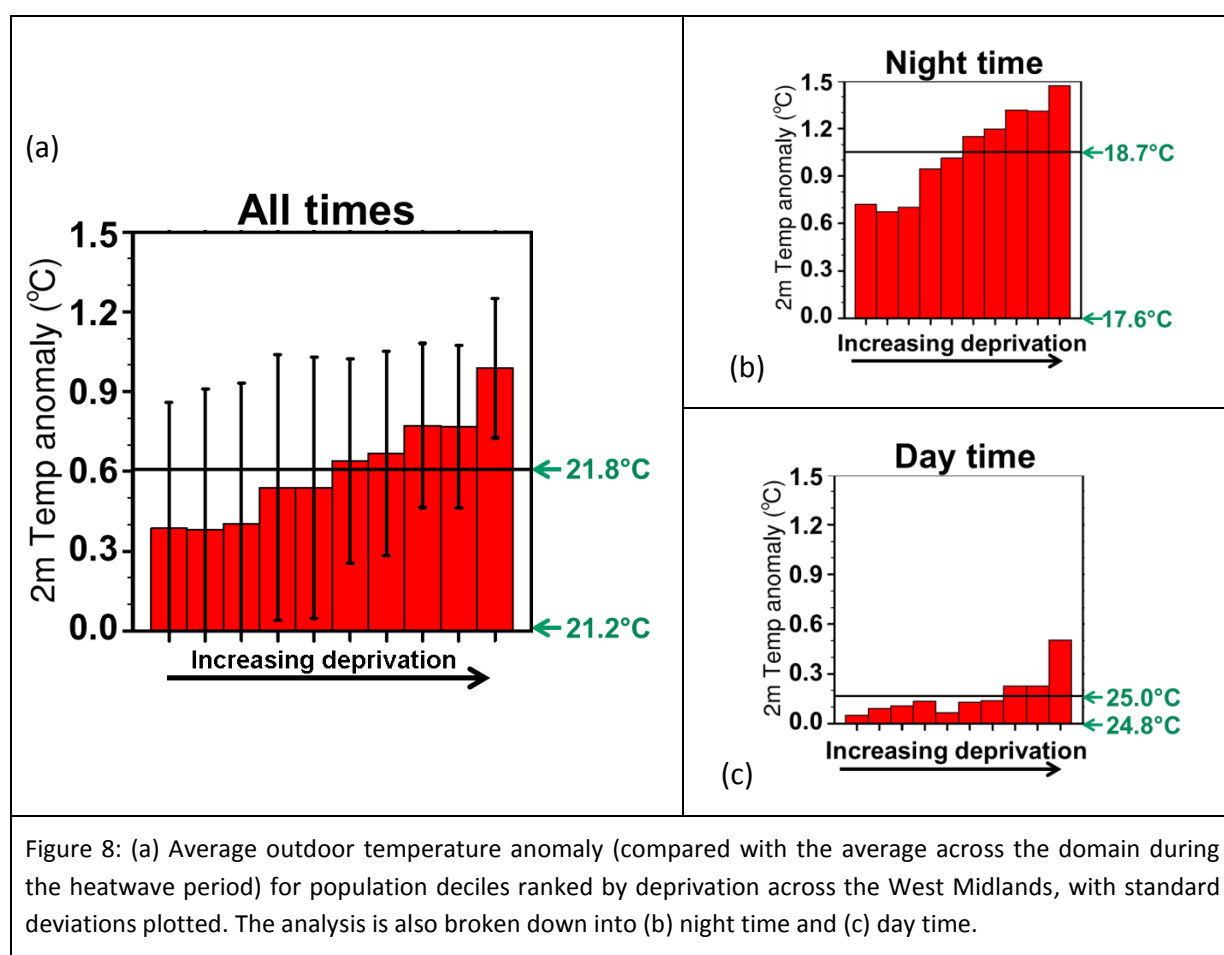 (a)
All times
2m Temp anomaly (°C)
1.5
1.2
0.9
0.6
0.3
0.0
←21.8°C
←21.2°C
Increasing deprivation
Night time
2m Temp anomaly (°C)
1.5
1.2
0.9
0.6
0.3
0.0
←18.7°C
←17.6°C
Increasing deprivation
(b)
Day time
2m Temp anomaly (°C)
1.5
1.2
0.9
0.6
0.3
0.0
←25.0°C
←24.8°C
Increasing deprivation
(c)
Figure 8: (a) Average outdoor temperature anomaly (compared with the average across the domain during
the heatwave period) for population deciles ranked by deprivation across the West Midlands, with standard
deviations plotted. The analysis is also broken down into (b) night time and (c) day time.